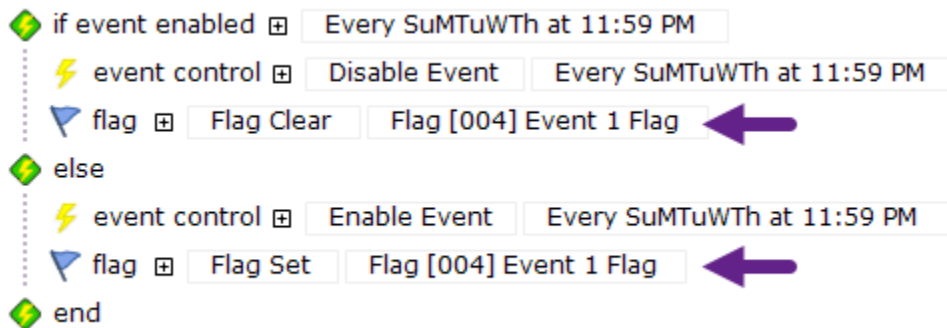 if event enabled Every SuMTuWTh at 11:59 PM
event control Disable Event Every SuMTuWTh at 11:59 PM
flag Flag Clear Flag [004] Event 1 Flag
else
event control Enable Event Every SuMTuWTh at 11:59 PM
flag Flag Set Flag [004] Event 1 Flag
end